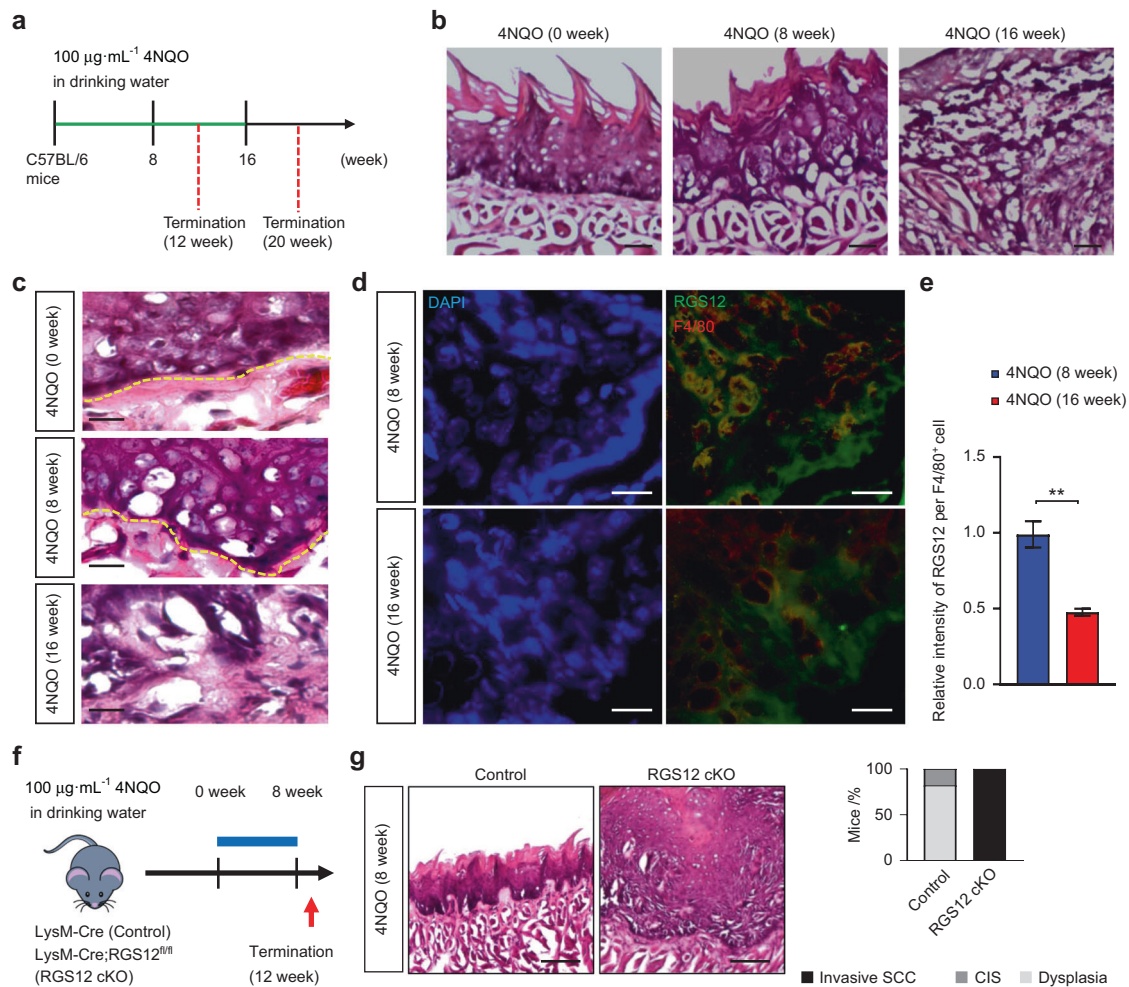 a
100 µg·mL⁻¹ 4NQO
in drinking water
C57BL/6
mice
8
16
(week)
Termination
(12 week)
Termination
(20 week)
b
4NQO (0 week)
4NQO (8 week)
4NQO (16 week)
c
4NQO (0 week)
4NQO (8 week)
4NQO (16 week)
d
4NQO (8 week)
4NQO (16 week)
DAPI
RGS12
F4/80
e
4NQO (8 week)
4NQO (16 week)
Relative intensity of RGS12 per F4/80⁺ cell
1.5
1.0
0.5
0.0
**
f
100 µg·mL⁻¹ 4NQO
in drinking water
0 week
8 week
LysM-Cre (Control)
LysM-Cre;RGS12fl/fl
(RGS12 cKO)
Termination
(12 week)
g
Control
RGS12 cKO
4NQO (8 week)
Mice /%
100
50
0
Control
RGS12 cKO
Invasive SCC
CIS
Dysplasia